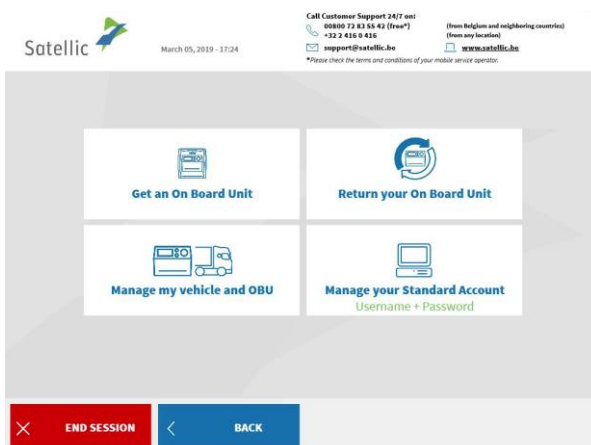 Satellic
March 05, 2019 - 17:24
Call Customer Support 24/7 on:
00800 72 83 55 42 (free*) (from Belgium and neighboring countries)
+32 2 416 0 416 (from any location)
support@satellic.be www.satellic.be
*Please check the terms and conditions of your mobile service operator.
Get an On Board Unit
Return your On Board Unit
Manage my vehicle and OBU
Manage your Standard Account
Username + Password
END SESSION
BACK